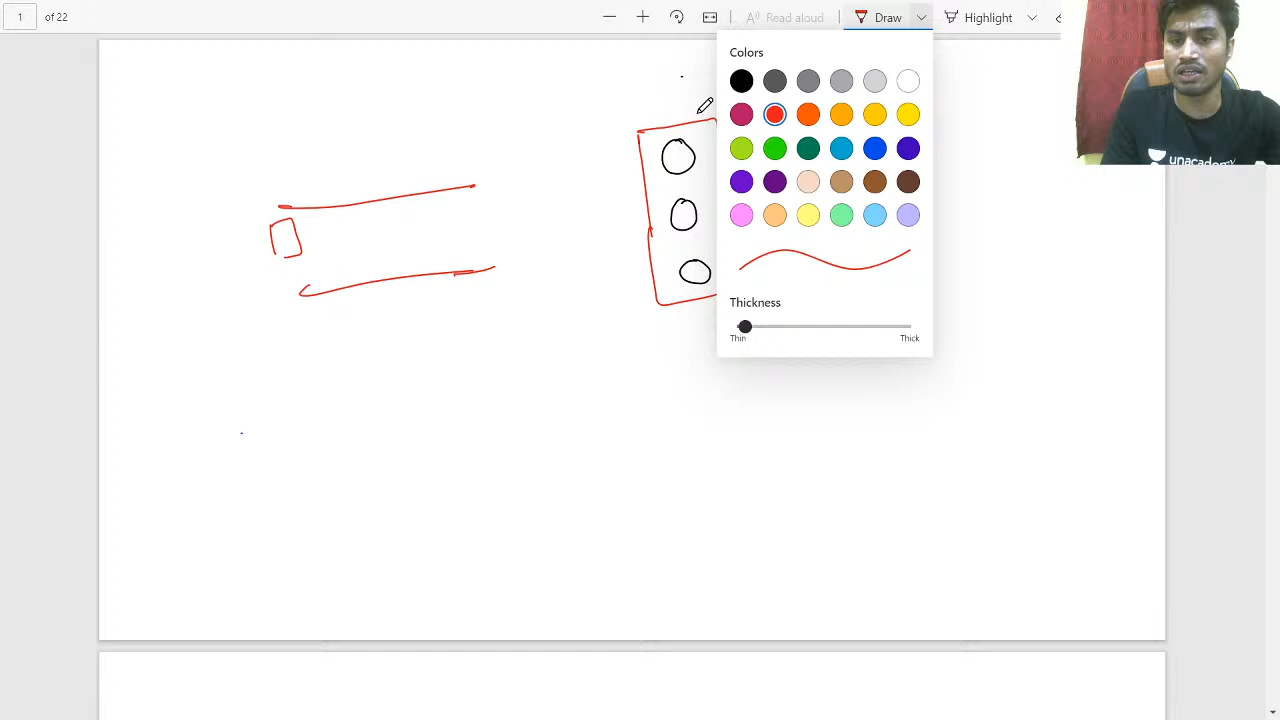 1 of 22 Read aloud Draw Highlight
Colors
Thickness
Thin Thick
unacademy